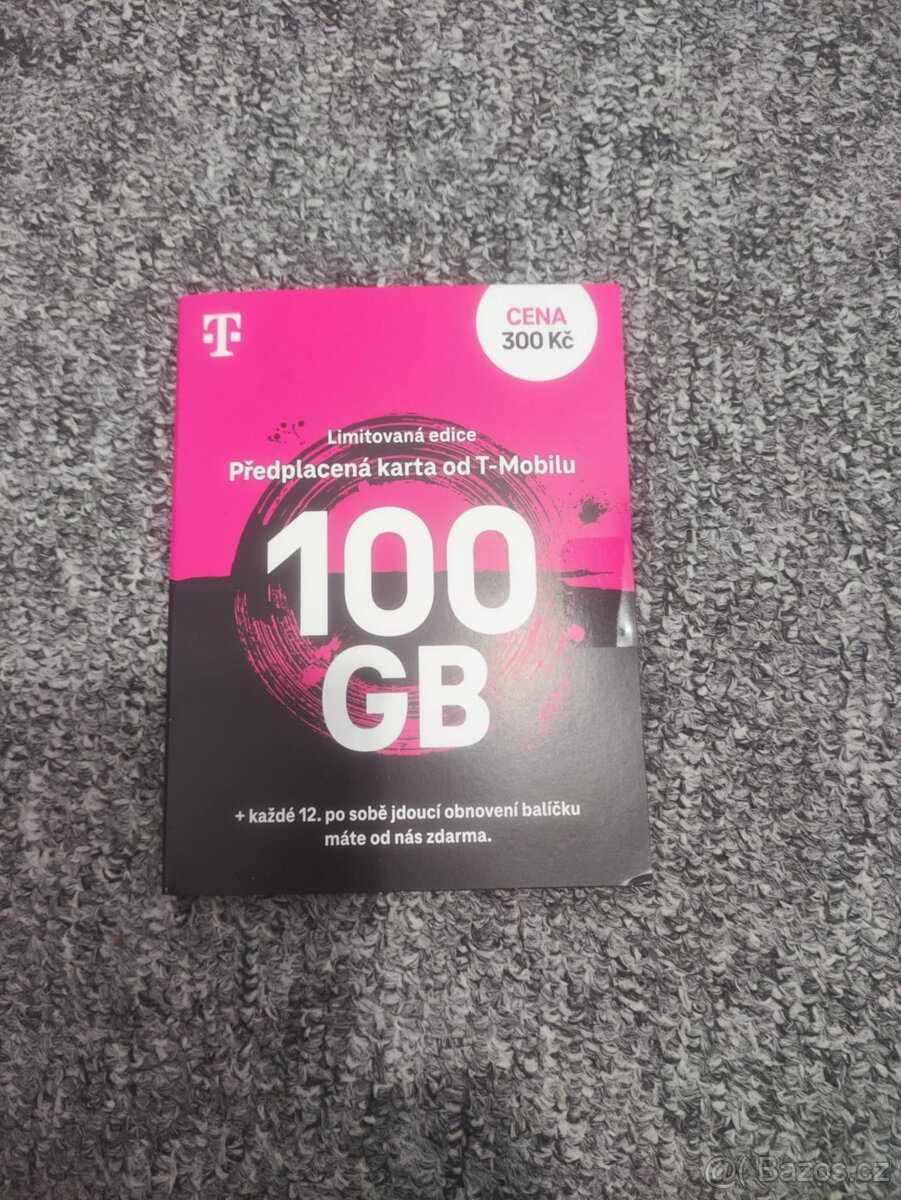 T
CENA
300 Kč
Limitovaná edice
Předplacená karta od T-Mobilu
100
GB
+ každé 12. po sobě jdoucí obnovení balíčku
máte od nás zdarma.
@( Bazos.cz